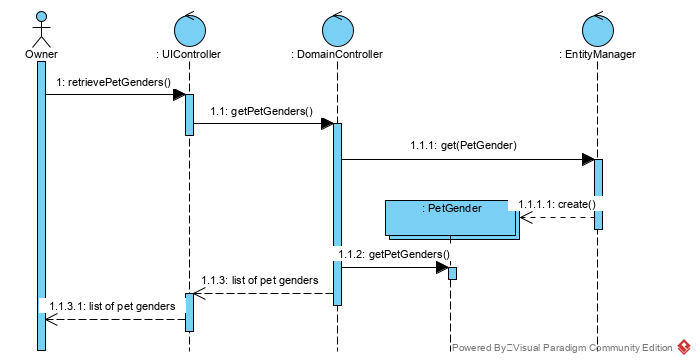 Owner
: UIController
: DomainController
: EntityManager
1: retrievePetGenders()
1.1: getPetGenders()
1.1.1: get(PetGender)
1.1.1.1: create()
: PetGender
1.1.2: getPetGenders()
1.1.3: list of pet genders
1.1.3.1: list of pet genders
Powered By Visual Paradigm Community Edition